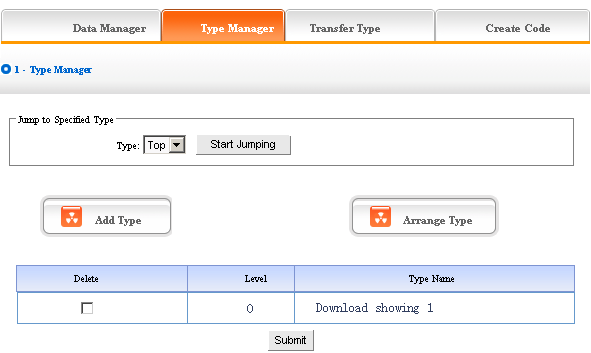 Data Manager Type Manager Transfer Type Create Code
1 - Type Manager
Jump to Specified Type
Type: Top Start Jumping
Add Type Arrange Type
Delete Level Type Name
0 Download showing 1
Submit